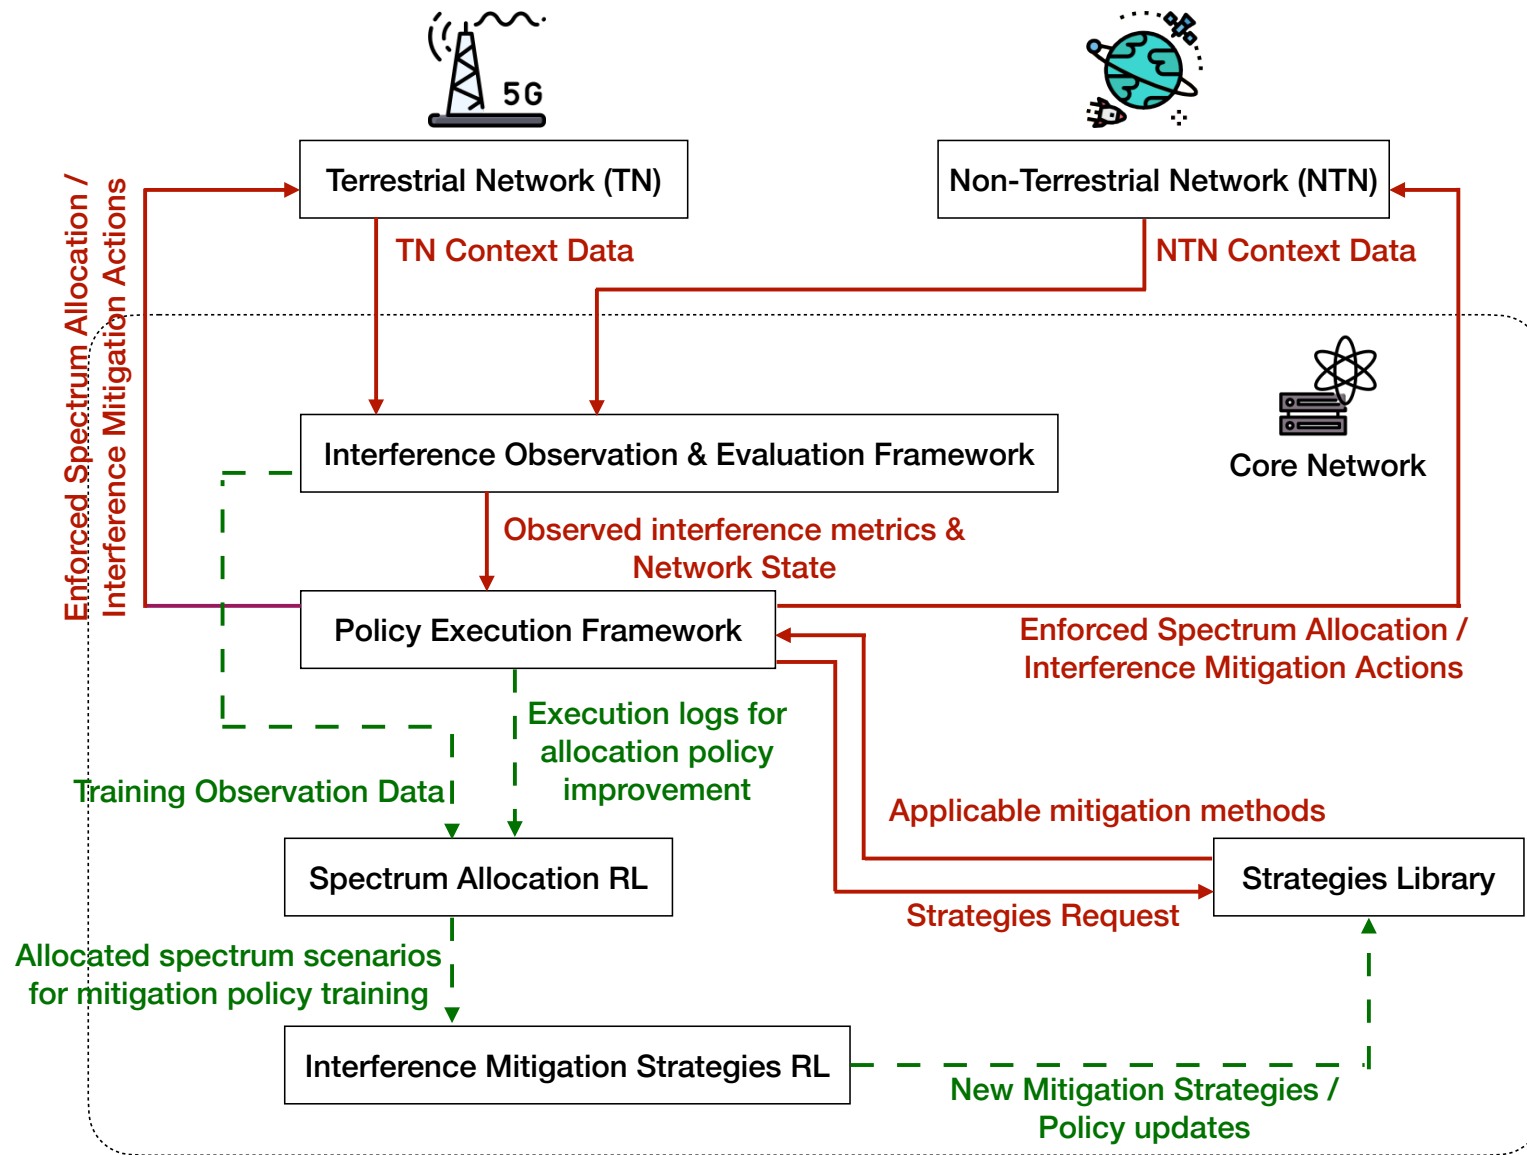 5G
Terrestrial Network (TN)
Non-Terrestrial Network (NTN)
Enforced Spectrum Allocation /
Interference Mitigation Actions
TN Context Data
NTN Context Data
Interference Observation & Evaluation Framework
Core Network
Observed interference metrics &
Network State
Policy Execution Framework
Enforced Spectrum Allocation /
Interference Mitigation Actions
Execution logs for
allocation policy
improvement
Training Observation Data
Applicable mitigation methods
Spectrum Allocation RL
Strategies Library
Strategies Request
Allocated spectrum scenarios
for mitigation policy training
Interference Mitigation Strategies RL
New Mitigation Strategies /
Policy updates